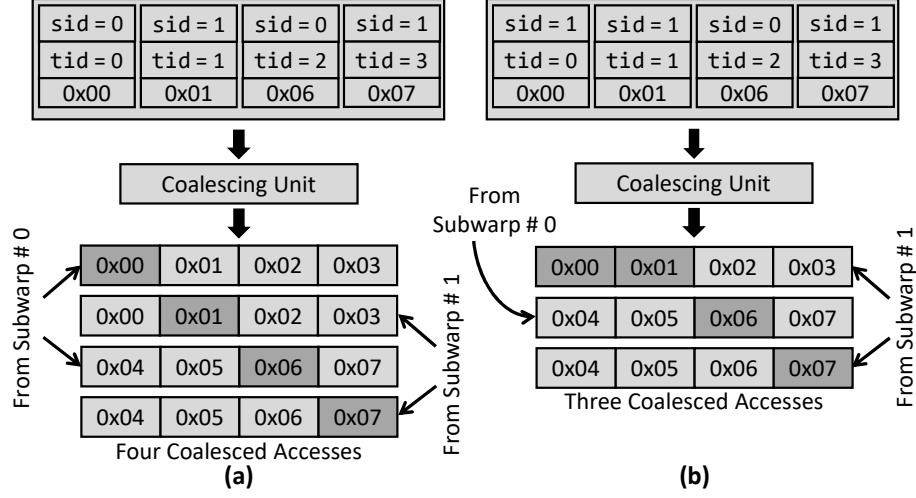 sid = 0 sid = 1 sid = 0 sid = 1
tid = 0 tid = 1 tid = 2 tid = 3
0x00 0x01 0x06 0x07
Coalescing Unit
From Subwarp # 0
0x00 0x01 0x02 0x03
0x00 0x01 0x02 0x03
0x04 0x05 0x06 0x07
0x04 0x05 0x06 0x07
From Subwarp # 1
Four Coalesced Accesses
(a)
sid = 1 sid = 1 sid = 0 sid = 1
tid = 0 tid = 1 tid = 2 tid = 3
0x00 0x01 0x06 0x07
Coalescing Unit
From
Subwarp # 0
0x00 0x01 0x02 0x03
0x04 0x05 0x06 0x07
0x04 0x05 0x06 0x07
From Subwarp # 1
Three Coalesced Accesses
(b)